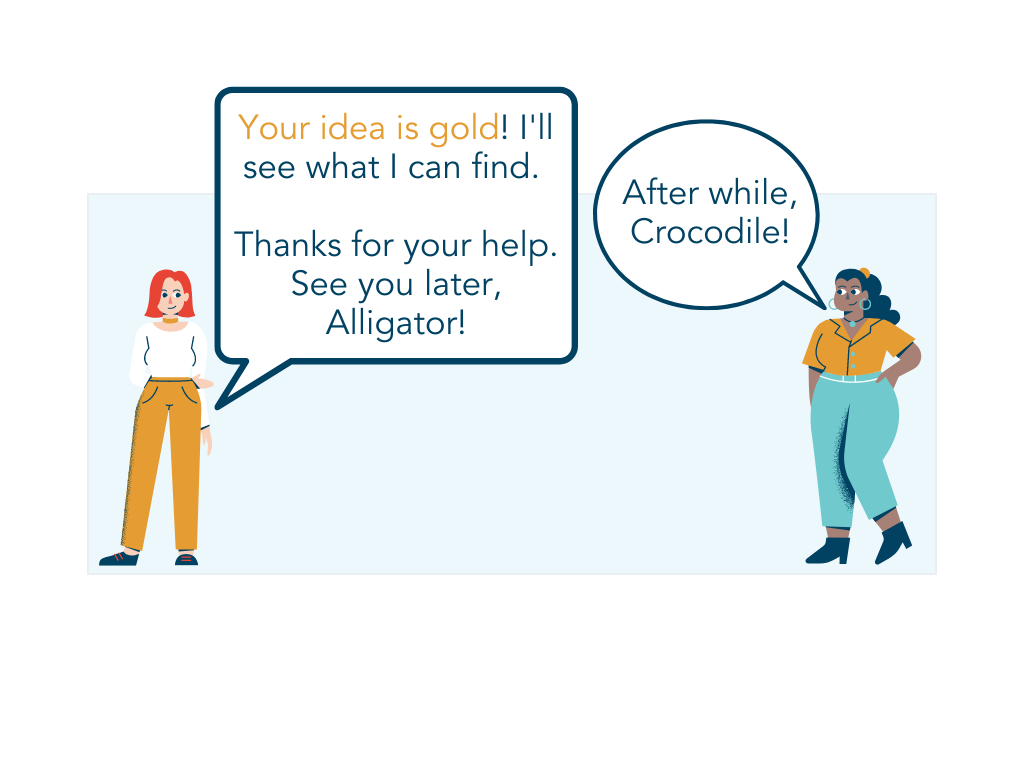 Your idea is gold! I'll
see what I can find.
Thanks for your help.
See you later,
Alligator!
After while,
Crocodile!